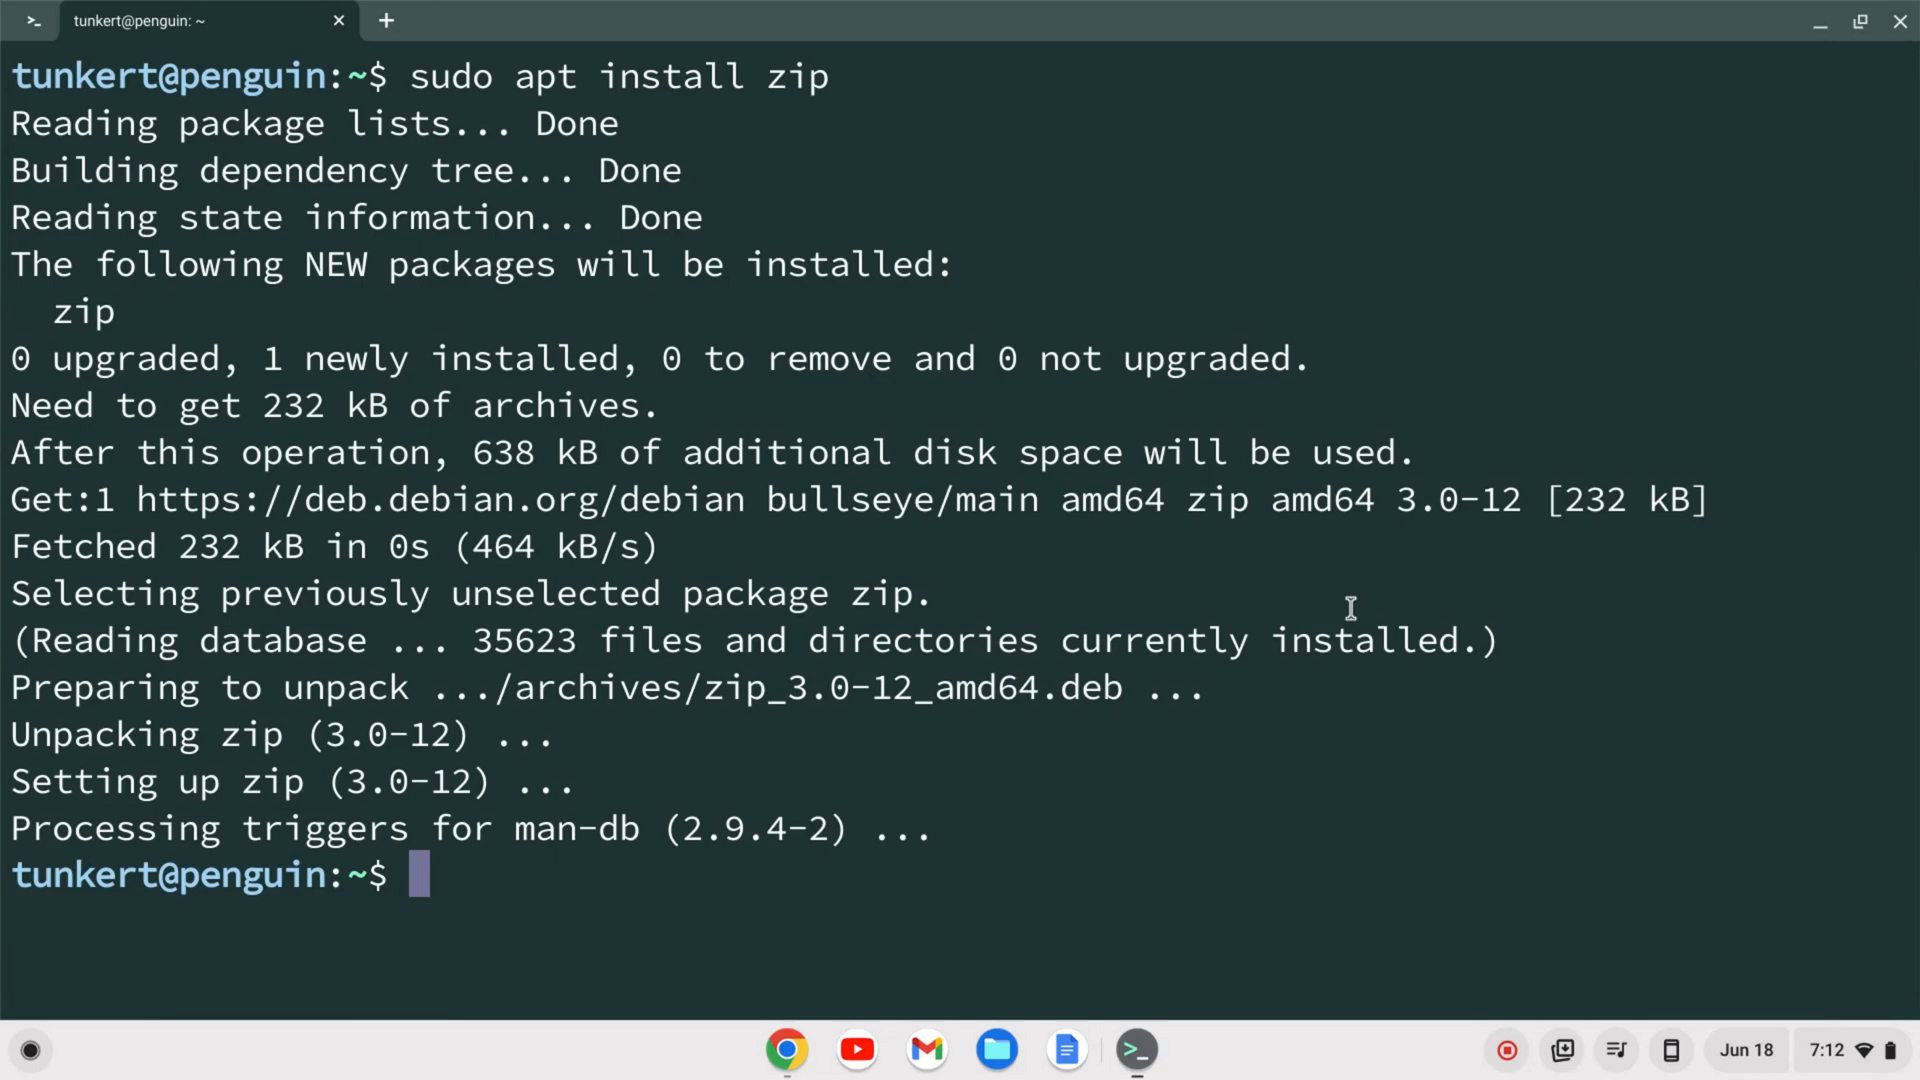 >_ tunkert@penguin: ~
tunkert@penguin:~$ sudo apt install zip
Reading package lists... Done
Building dependency tree... Done
Reading state information... Done
The following NEW packages will be installed:
  zip
0 upgraded, 1 newly installed, 0 to remove and 0 not upgraded.
Need to get 232 kB of archives.
After this operation, 638 kB of additional disk space will be used.
Get:1 https://deb.debian.org/debian bullseye/main amd64 zip amd64 3.0-12 [232 kB]
Fetched 232 kB in 0s (464 kB/s)
Selecting previously unselected package zip.
(Reading database ... 35623 files and directories currently installed.)
Preparing to unpack .../archives/zip_3.0-12_amd64.deb ...
Unpacking zip (3.0-12) ...
Setting up zip (3.0-12) ...
Processing triggers for man-db (2.9.4-2) ...
tunkert@penguin:~$
>_ Jun 18 7:12